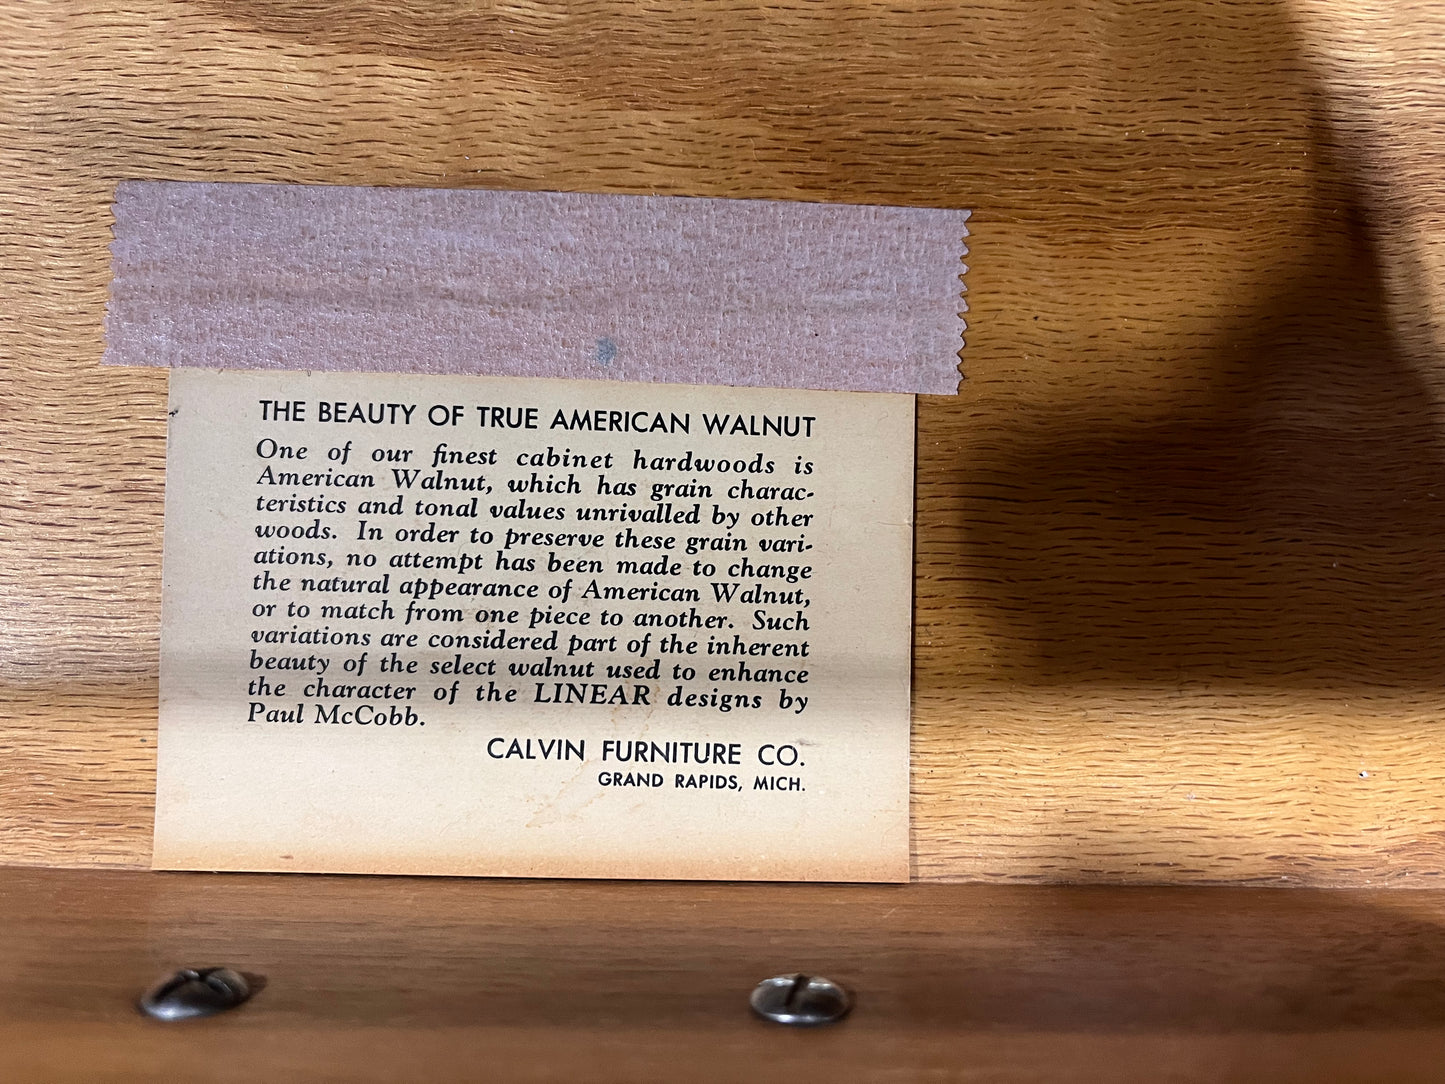 THE BEAUTY OF TRUE AMERICAN WALNUT
One of our finest cabinet hardwoods is
American Walnut, which has grain charac-
teristics and tonal values unrivalled by other
woods. In order to preserve these grain vari-
ations, no attempt has been made to change
the natural appearance of American Walnut,
or to match from one piece to another. Such
variations are considered part of the inherent
beauty of the select walnut used to enhance
the character of the LINEAR designs by
Paul McCobb.
CALVIN FURNITURE CO.
GRAND RAPIDS, MICH.